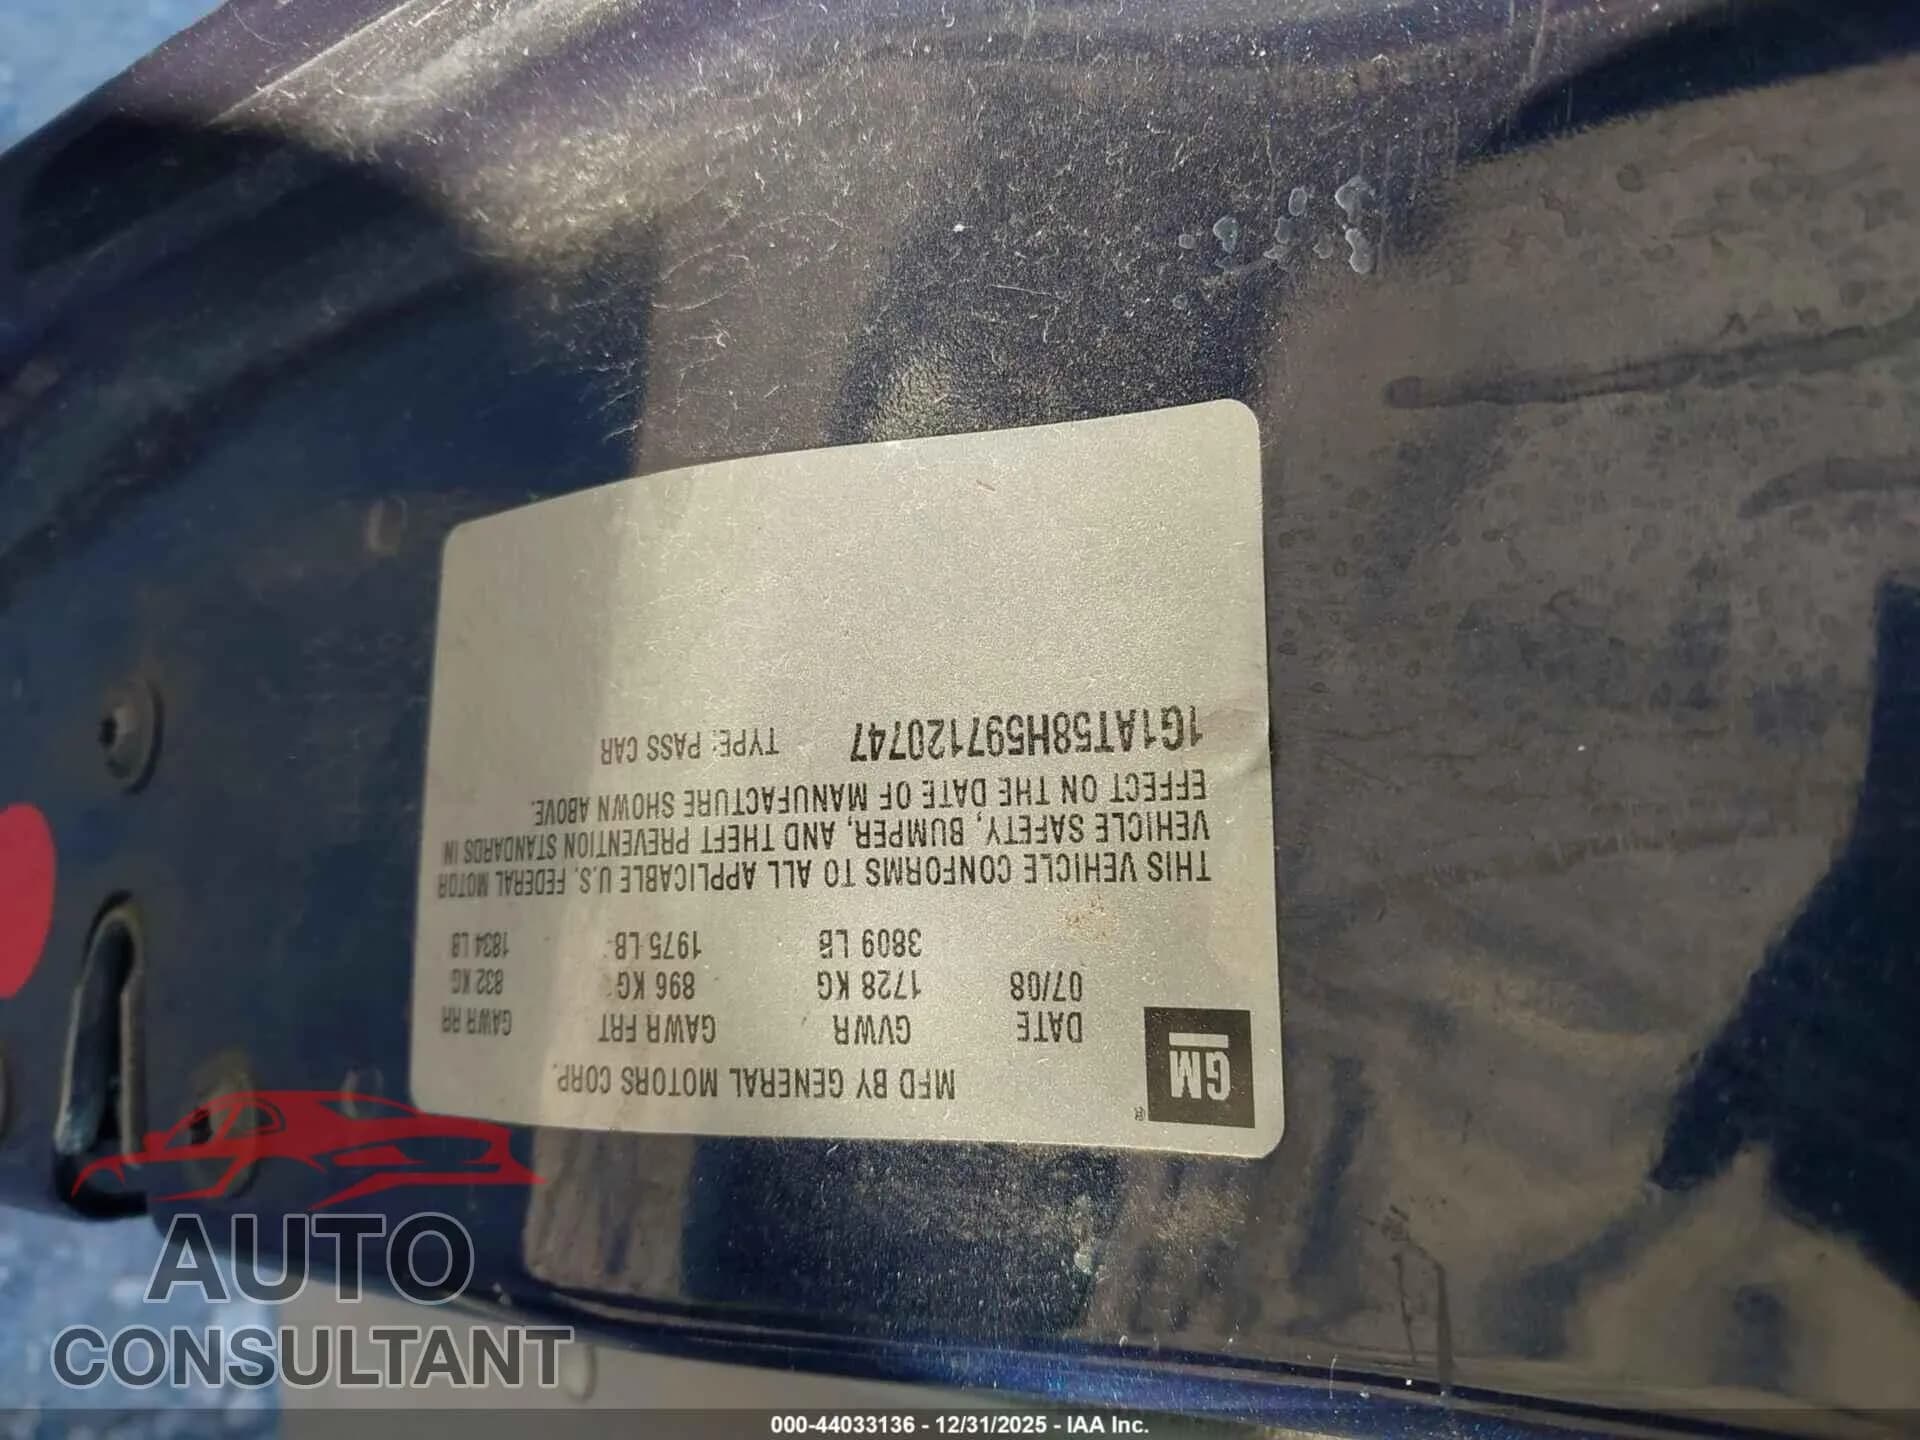 GM
®
MFD BY GENERAL MOTORS CORP.
DATE GVWR GAWR FRT GAWR RR
07/08 1728 KG 896 KG 832 KG
3809 LB 1975 LB 1834 LB
THIS VEHICLE CONFORMS TO ALL APPLICABLE U.S. FEDERAL MOTOR
VEHICLE SAFETY, BUMPER, AND THEFT PREVENTION STANDARDS IN
EFFECT ON THE DATE OF MANUFACTURE SHOWN ABOVE.
1G1AT58H597120747 TYPE: PASS CAR
AUTO
CONSULTANT
000-44033136 - 12/31/2025 - IAA Inc.